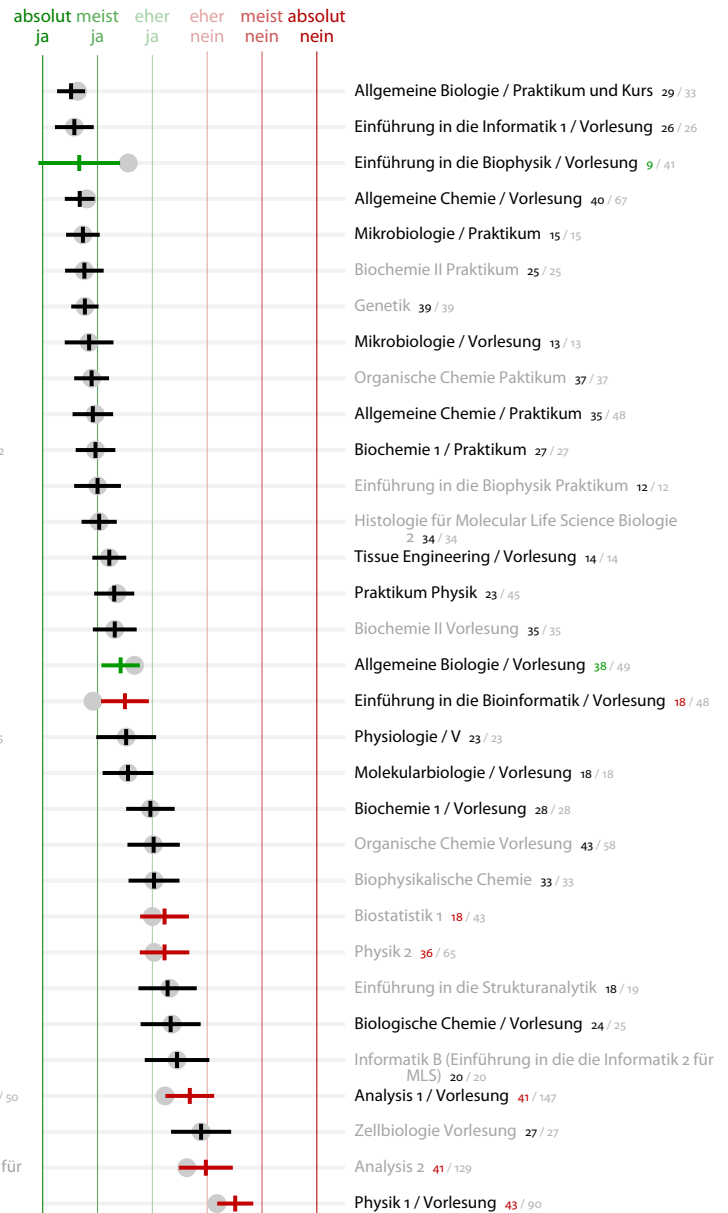 absolut meist eher eher meist absolut
ja ja ja nein nein nein
Allgemeine Biologie / Praktikum und Kurs 29 / 33
Einführung in die Informatik 1 / Vorlesung 26 / 26
Einführung in die Biophysik / Vorlesung 9 / 41
Allgemeine Chemie / Vorlesung 40 / 67
Mikrobiologie / Praktikum 15 / 15
Biochemie II Praktikum 25 / 25
Genetik 39 / 39
Mikrobiologie / Vorlesung 13 / 13
Organische Chemie Paktikum 37 / 37
Allgemeine Chemie / Praktikum 35 / 48
2 Biochemie 1 / Praktikum 27 / 27
Einführung in die Biophysik Praktikum 12 / 12
Histologie für Molecular Life Science Biologie
2 34 / 34
Tissue Engineering / Vorlesung 14 / 14
Praktikum Physik 23 / 45
Biochemie II Vorlesung 35 / 35
Allgemeine Biologie / Vorlesung 38 / 49
Einführung in die Bioinformatik / Vorlesung 18 / 48
Physiologie / V 23 / 23
Molekularbiologie / Vorlesung 18 / 18
Biochemie 1 / Vorlesung 28 / 28
Organische Chemie Vorlesung 43 / 58
Biophysikalische Chemie 33 / 33
Biostatistik 1 18 / 43
Physik 2 36 / 65
Einführung in die Strukturanalytik 18 / 19
Biologische Chemie / Vorlesung 24 / 25
Informatik B (Einführung in die die Informatik 2 für
MLS) 20 / 20
/ 50 Analysis 1 / Vorlesung 41 / 147
Zellbiologie Vorlesung 27 / 27
für Analysis 2 41 / 129
Physik 1 / Vorlesung 43 / 90